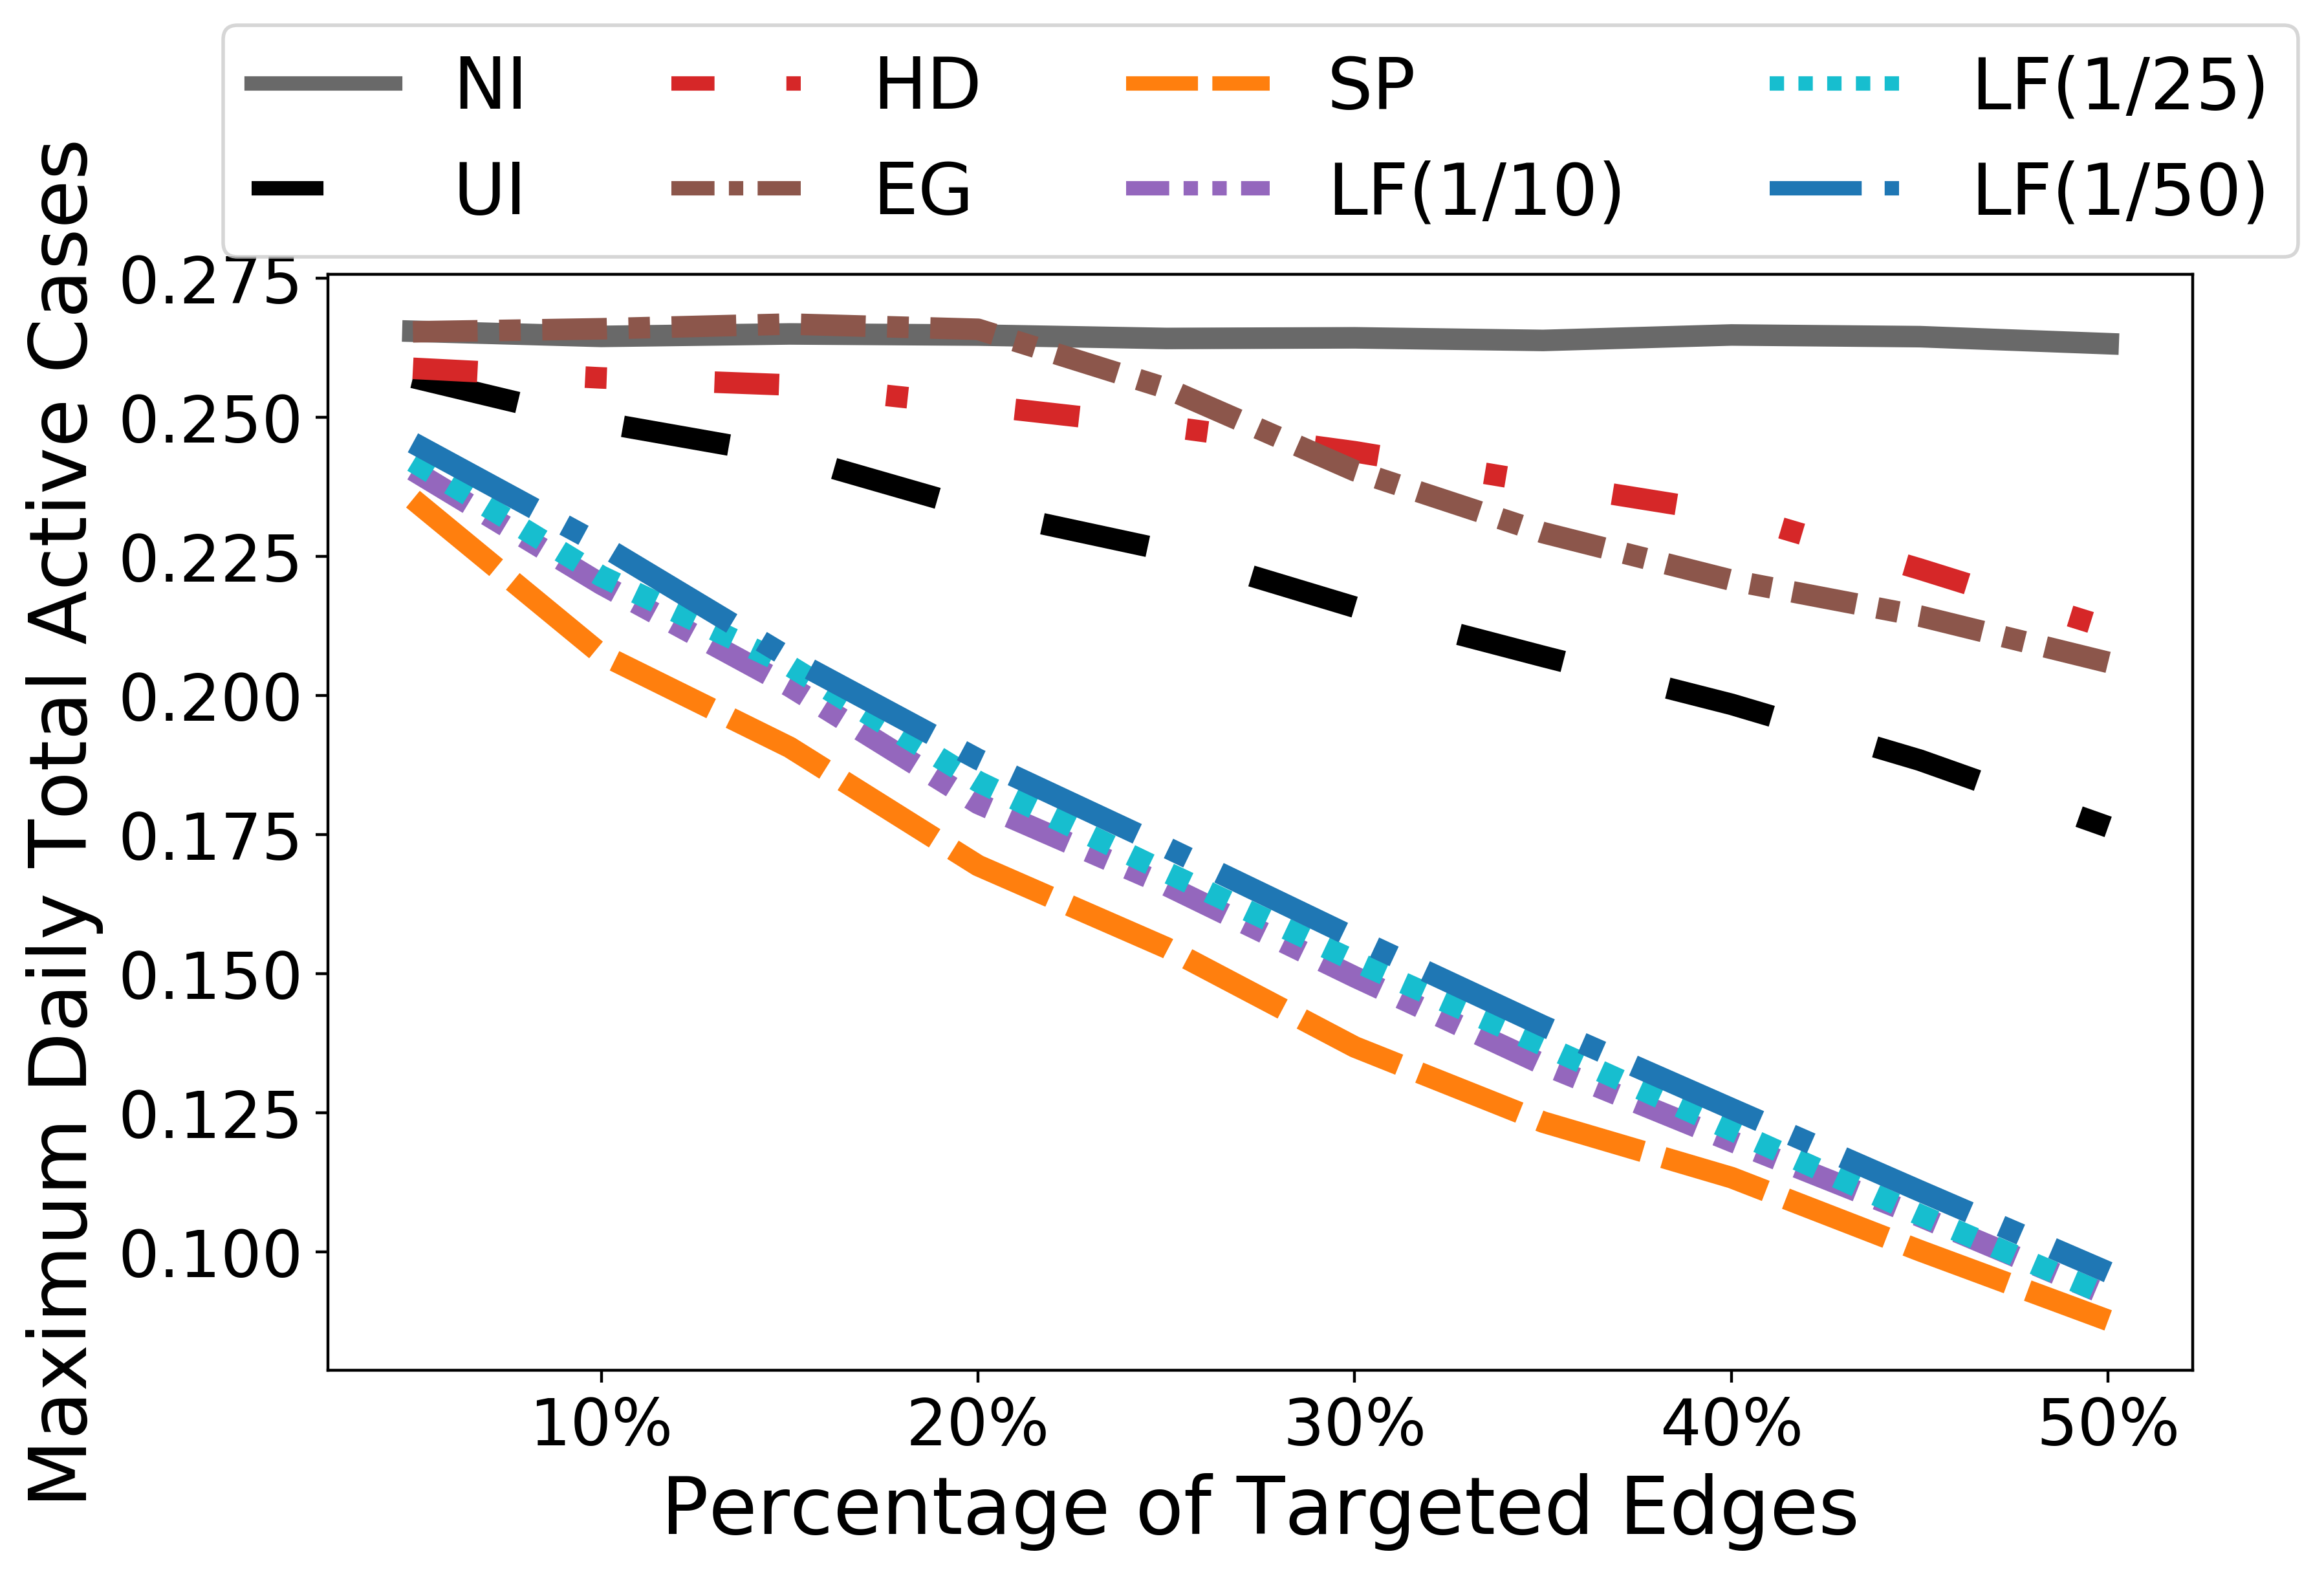 NI
HD
SP
LF(1/25)
UI
EG
LF(1/10)
LF(1/50)
Maximum Daily Total Active Cases
0.275
0.250
0.225
0.200
0.175
0.150
0.125
0.100
10% 20% 30% 40% 50%
Percentage of Targeted Edges